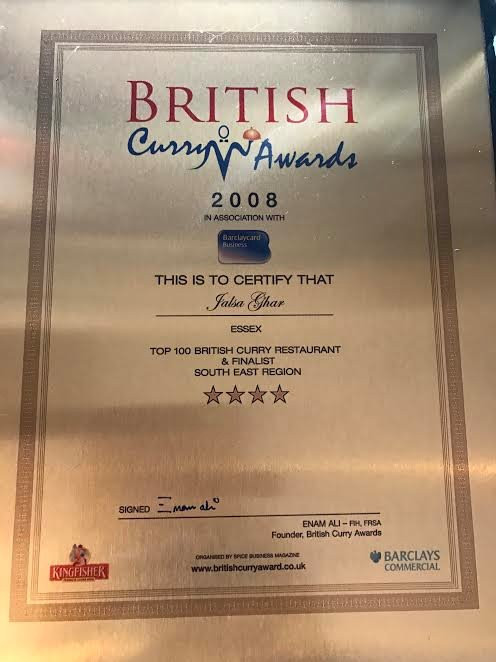 BRITISH
Curry Awards
2008
IN ASSOCIATION WITH
Barclaycard
Business
THIS IS TO CERTIFY THAT
Jalsa Ghar
ESSEX
TOP 100 BRITISH CURRY RESTAURANT
& FINALIST
SOUTH EAST REGION
SIGNED Enam ali
ENAM ALI – FIH, FRSA
Founder, British Curry Awards
ORGANISED BY SPICE BUSINESS MAGAZINE
www.britishcurryaward.co.uk
KINGFISHER
BARCLAYS
COMMERCIAL